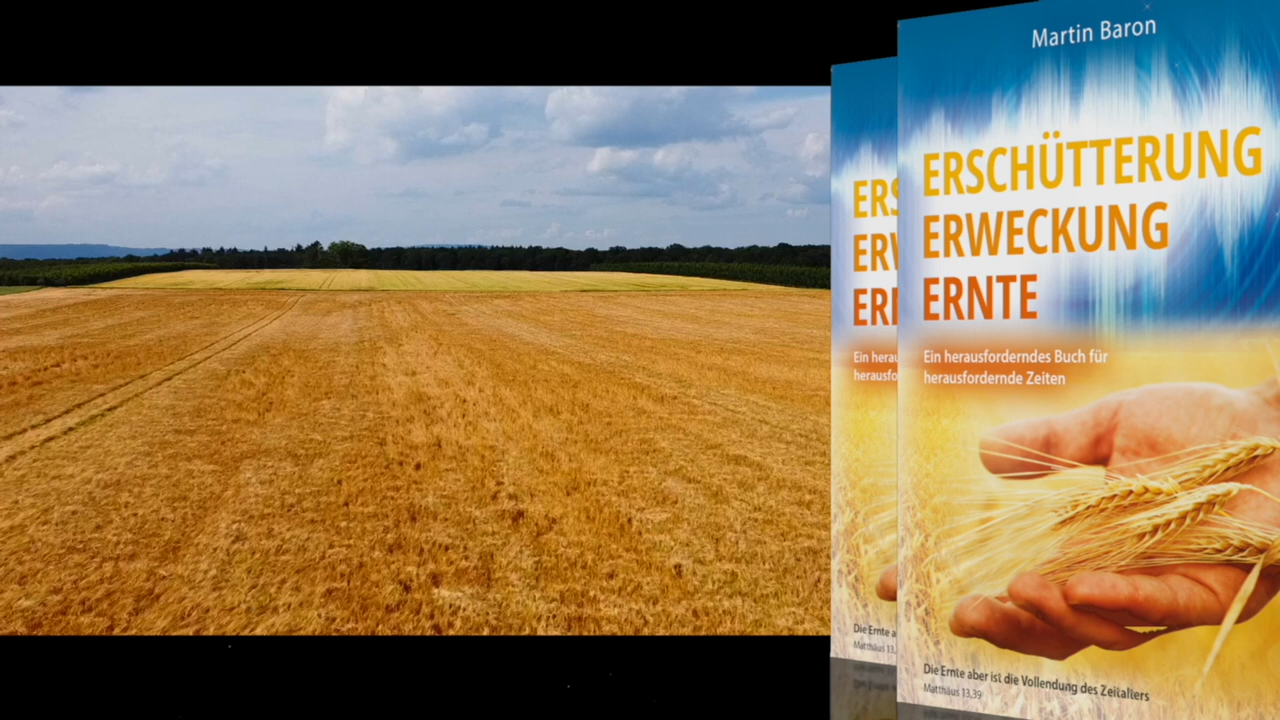 Martin Baron
ERSCHÜTTERUNG
ERWECKUNG
ERNTE
Ein herausforderndes Buch für
herausfordernde Zeiten
Die Ernte aber ist die Vollendung des Zeitalters
Matthäus 13,39